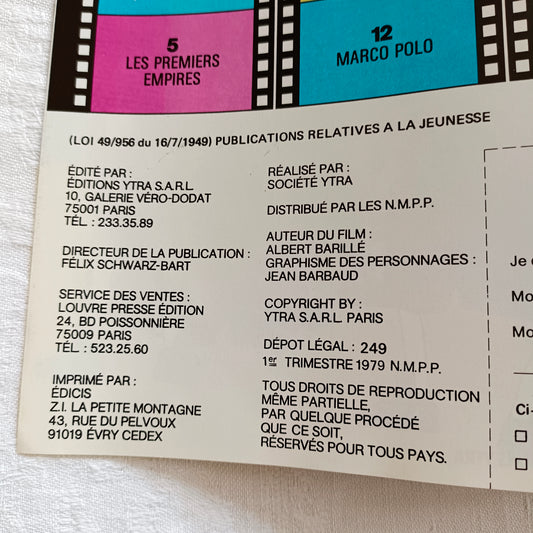 5
LES PREMIERS
EMPIRES
12
MARCO POLO
(LOI 49/956 du 16/7/1949) PUBLICATIONS RELATIVES A LA JEUNESSE
ÉDITÉ PAR :
ÉDITIONS YTRA S.A.R.L.
10, GALERIE VÉRO-DODAT
75001 PARIS
TÉL. : 233.35.89
DIRECTEUR DE LA PUBLICATION :
FÉLIX SCHWARZ-BART
SERVICE DES VENTES :
LOUVRE PRESSE ÉDITION
24, BD POISSONNIÈRE
75009 PARIS
TÉL. : 523.25.60
IMPRIMÉ PAR :
ÉDICIS
Z.I. LA PETITE MONTAGNE
43, RUE DU PELVOUX
91019 ÉVRY CEDEX
RÉALISÉ PAR :
SOCIÉTÉ YTRA
DISTRIBUÉ PAR LES N.M.P.P.
AUTEUR DU FILM :
ALBERT BARILLÉ
GRAPHISME DES PERSONNAGES :
JEAN BARBAUD
COPYRIGHT BY :
YTRA S.A.R.L. PARIS
DÉPOT LÉGAL : 249
1er TRIMESTRE 1979 N.M.P.P.
TOUS DROITS DE REPRODUCTION
MÊME PARTIELLE,
PAR QUELQUE PROCÉDÉ
QUE CE SOIT,
RÉSERVÉS POUR TOUS PAYS.
Je
Mo
Mo
Ci-